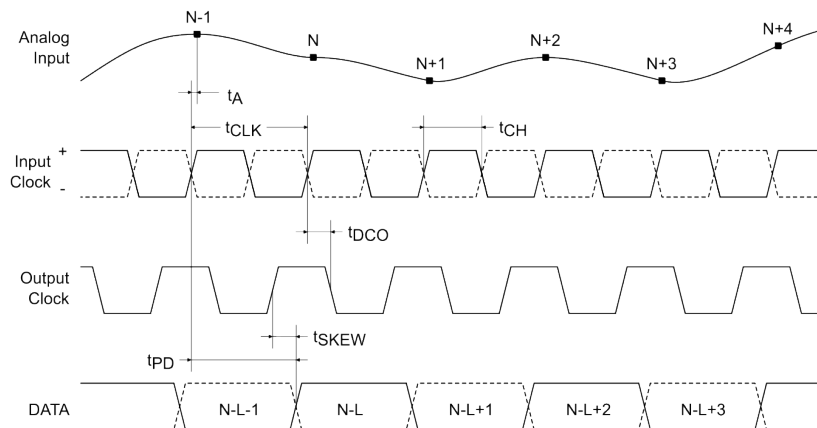 N-1
N
N+1
N+2
N+3
N+4
Analog
Input
tA
tCLK
tCH
Input
Clock
+
-
tDCO
Output
Clock
tSKEW
tPD
DATA
N-L-1
N-L
N-L+1
N-L+2
N-L+3